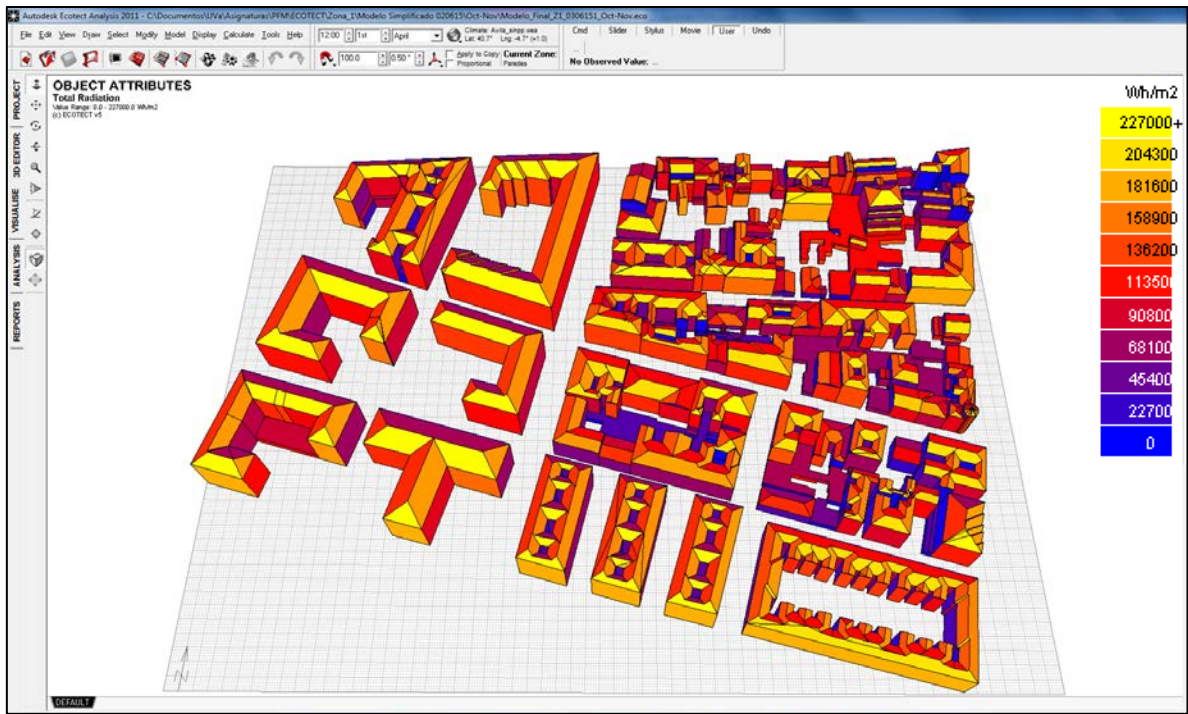 Autodesk Ecotect Analysis 2011 - C:\Documentos\UVa\Asignaturas\PFM\ECOTECT\Zona_1\Modelo Simplificado 020615\Oct-Nov\Modelo_Final_Z1_0306151_Oct-Nov.eco
File Edit View Draw Select Modify Model Display Calculate Tools Help
12:00 1st April
Climate: Avila_sinpp.wea
Lat: 40.7° Lng: -4.7° (+1.0)
Cmd Slider Stylus Movie User Undo
...
100.0 0.50°
Apply to Copy
Proportional
Current Zone:
Paredes
No Observed Value: ...
PROJECT
3D EDITOR
VISUALISE
ANALYSIS
REPORTS
OBJECT ATTRIBUTES
Total Radiation
Value Range: 0.0 - 227000.0 Wh/m2
(c) ECOTECT v5
Wh/m2
227000+
204300
181600
158900
136200
113500
90800
68100
45400
22700
0
N
DEFAULT